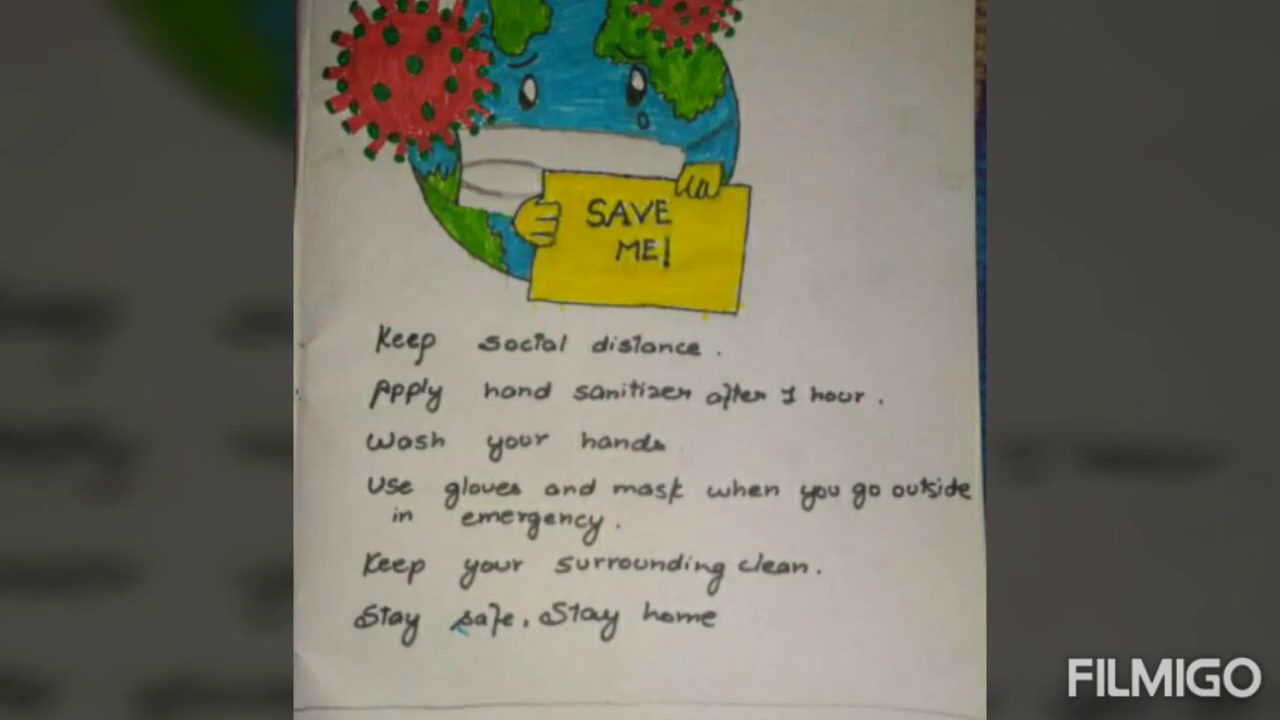 SAVE
ME!
Keep social distance.
Apply hand sanitizer after 1 hour.
Wash your hands
Use gloves and mask when you go outside
in emergency.
Keep your surrounding clean.
Stay safe, Stay home
FILMIGO